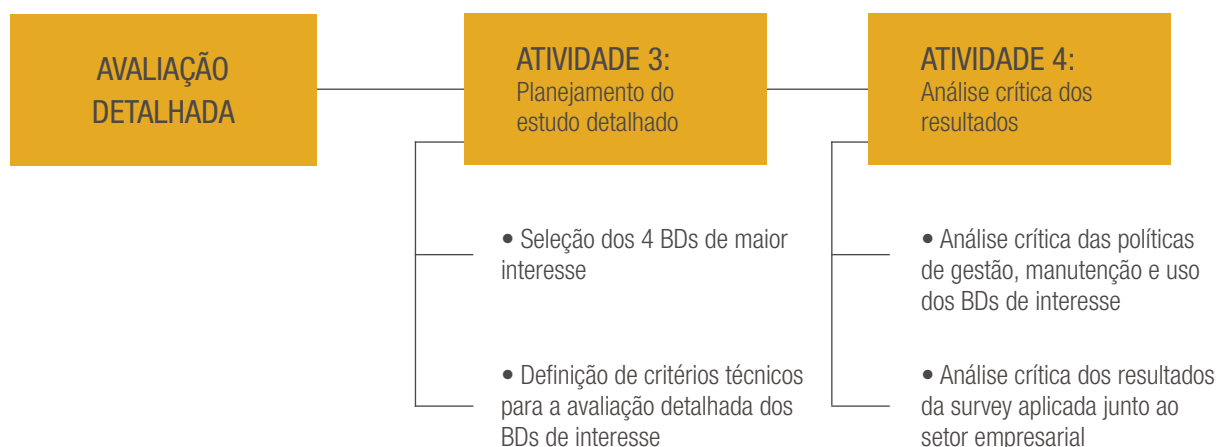 AVALIAÇÃO
DETALHADA
ATIVIDADE 3:
Planejamento do
estudo detalhado
• Seleção dos 4 BDs de maior
interesse
• Definição de critérios técnicos
para a avaliação detalhada dos
BDs de interesse
ATIVIDADE 4:
Análise crítica dos
resultados
• Análise crítica das políticas
de gestão, manutenção e uso
dos BDs de interesse
• Análise crítica dos resultados
da survey aplicada junto ao
setor empresarial